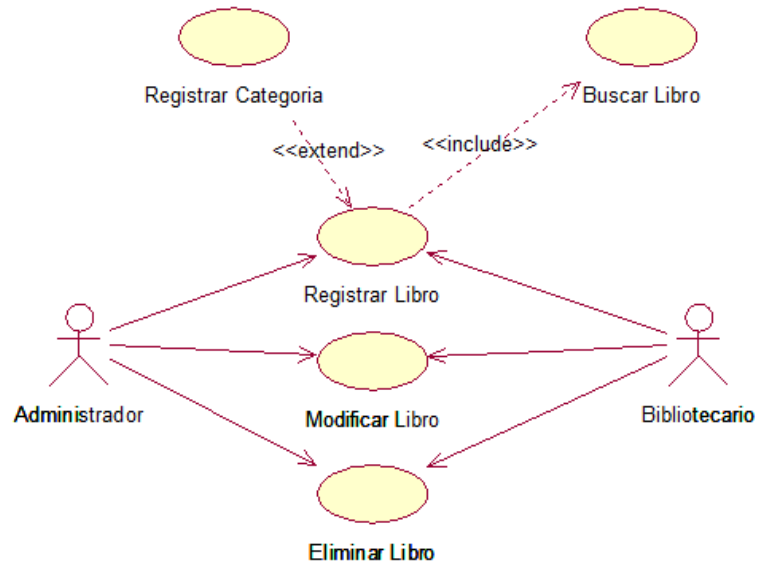 Registrar Categoria
Buscar Libro
<<extend>>
<<include>>
Registrar Libro
Administrador
Modificar Libro
Bibliotecario
Eliminar Libro